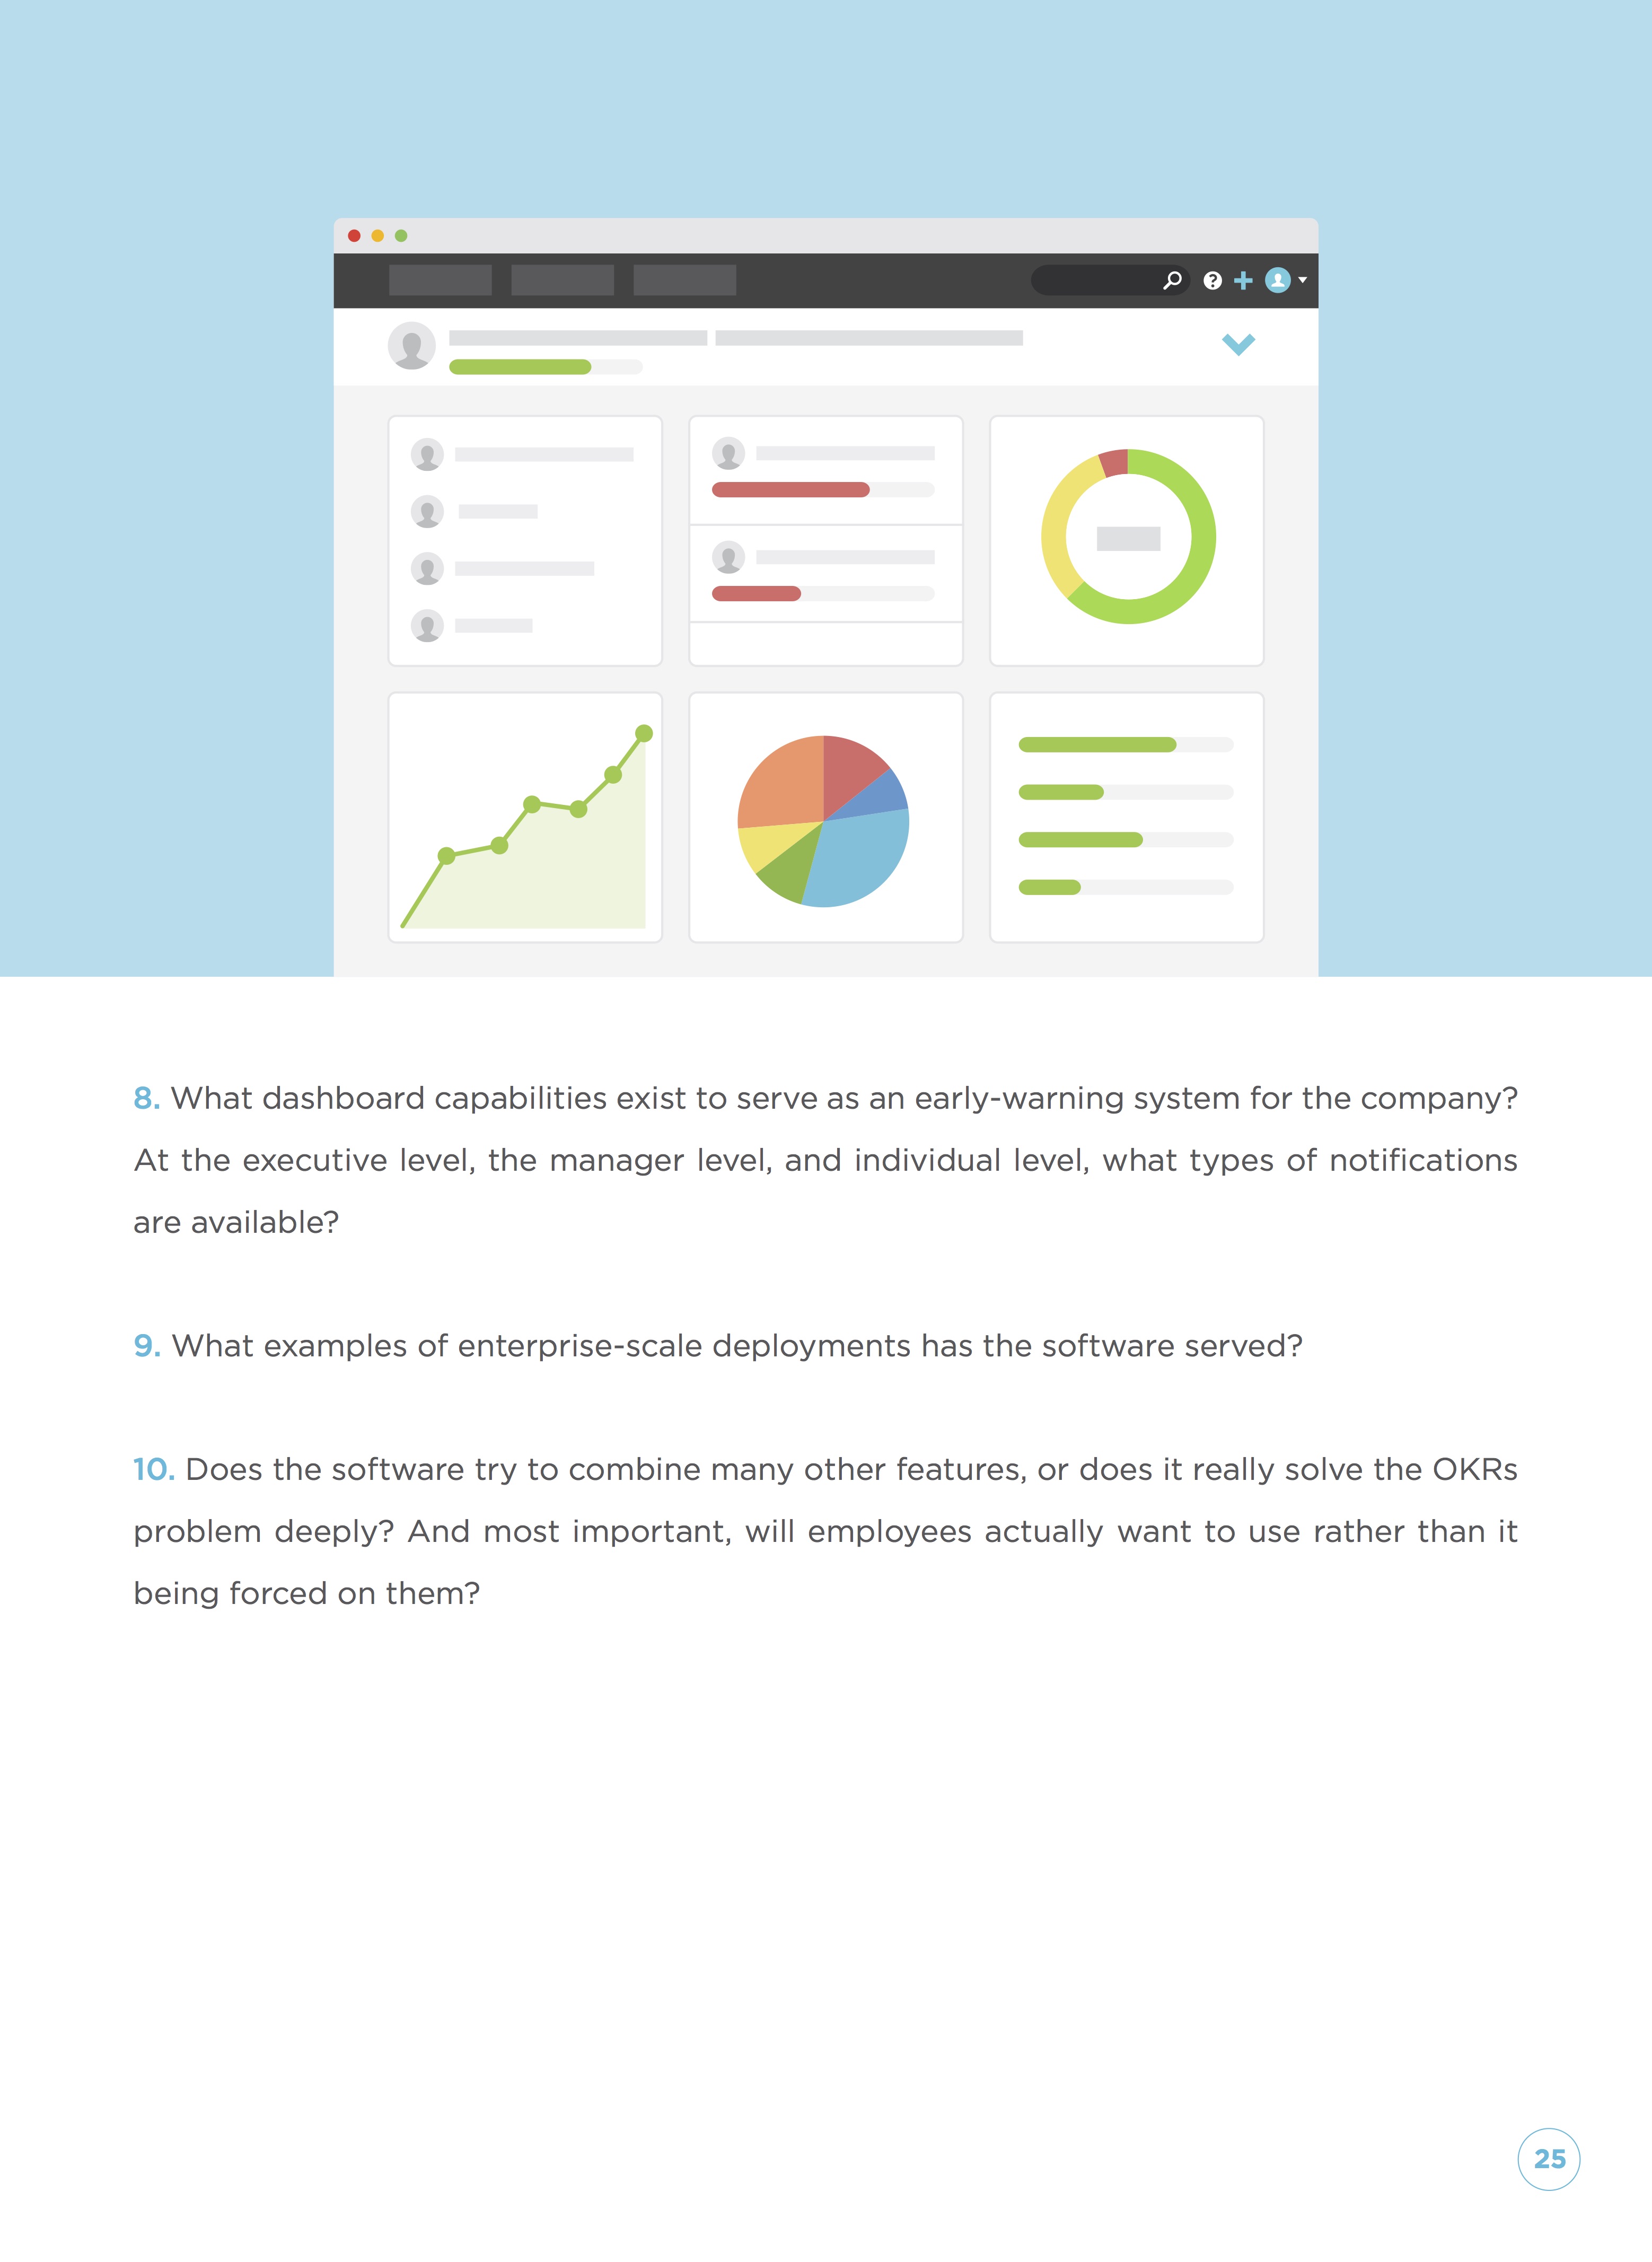 8. What dashboard capabilities exist to serve as an early-warning system for the company?
At the executive level, the manager level, and individual level, what types of notifications
are available?
9. What examples of enterprise-scale deployments has the software served?
10. Does the software try to combine many other features, or does it really solve the OKRs
problem deeply? And most important, will employees actually want to use rather than it
being forced on them?
25